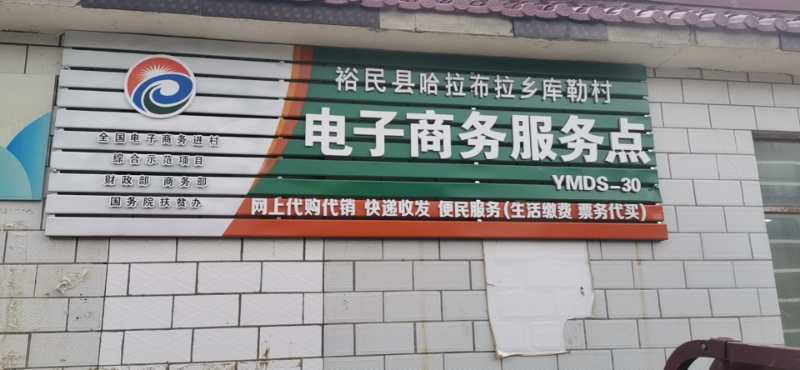 全国电子商务进村
综合示范项目
财政部 商务部
国务院扶贫办
裕民县哈拉布拉乡库勒村
电子商务服务点
YMDS-30
网上代购代销 快递收发 便民服务(生活缴费 票务代买)